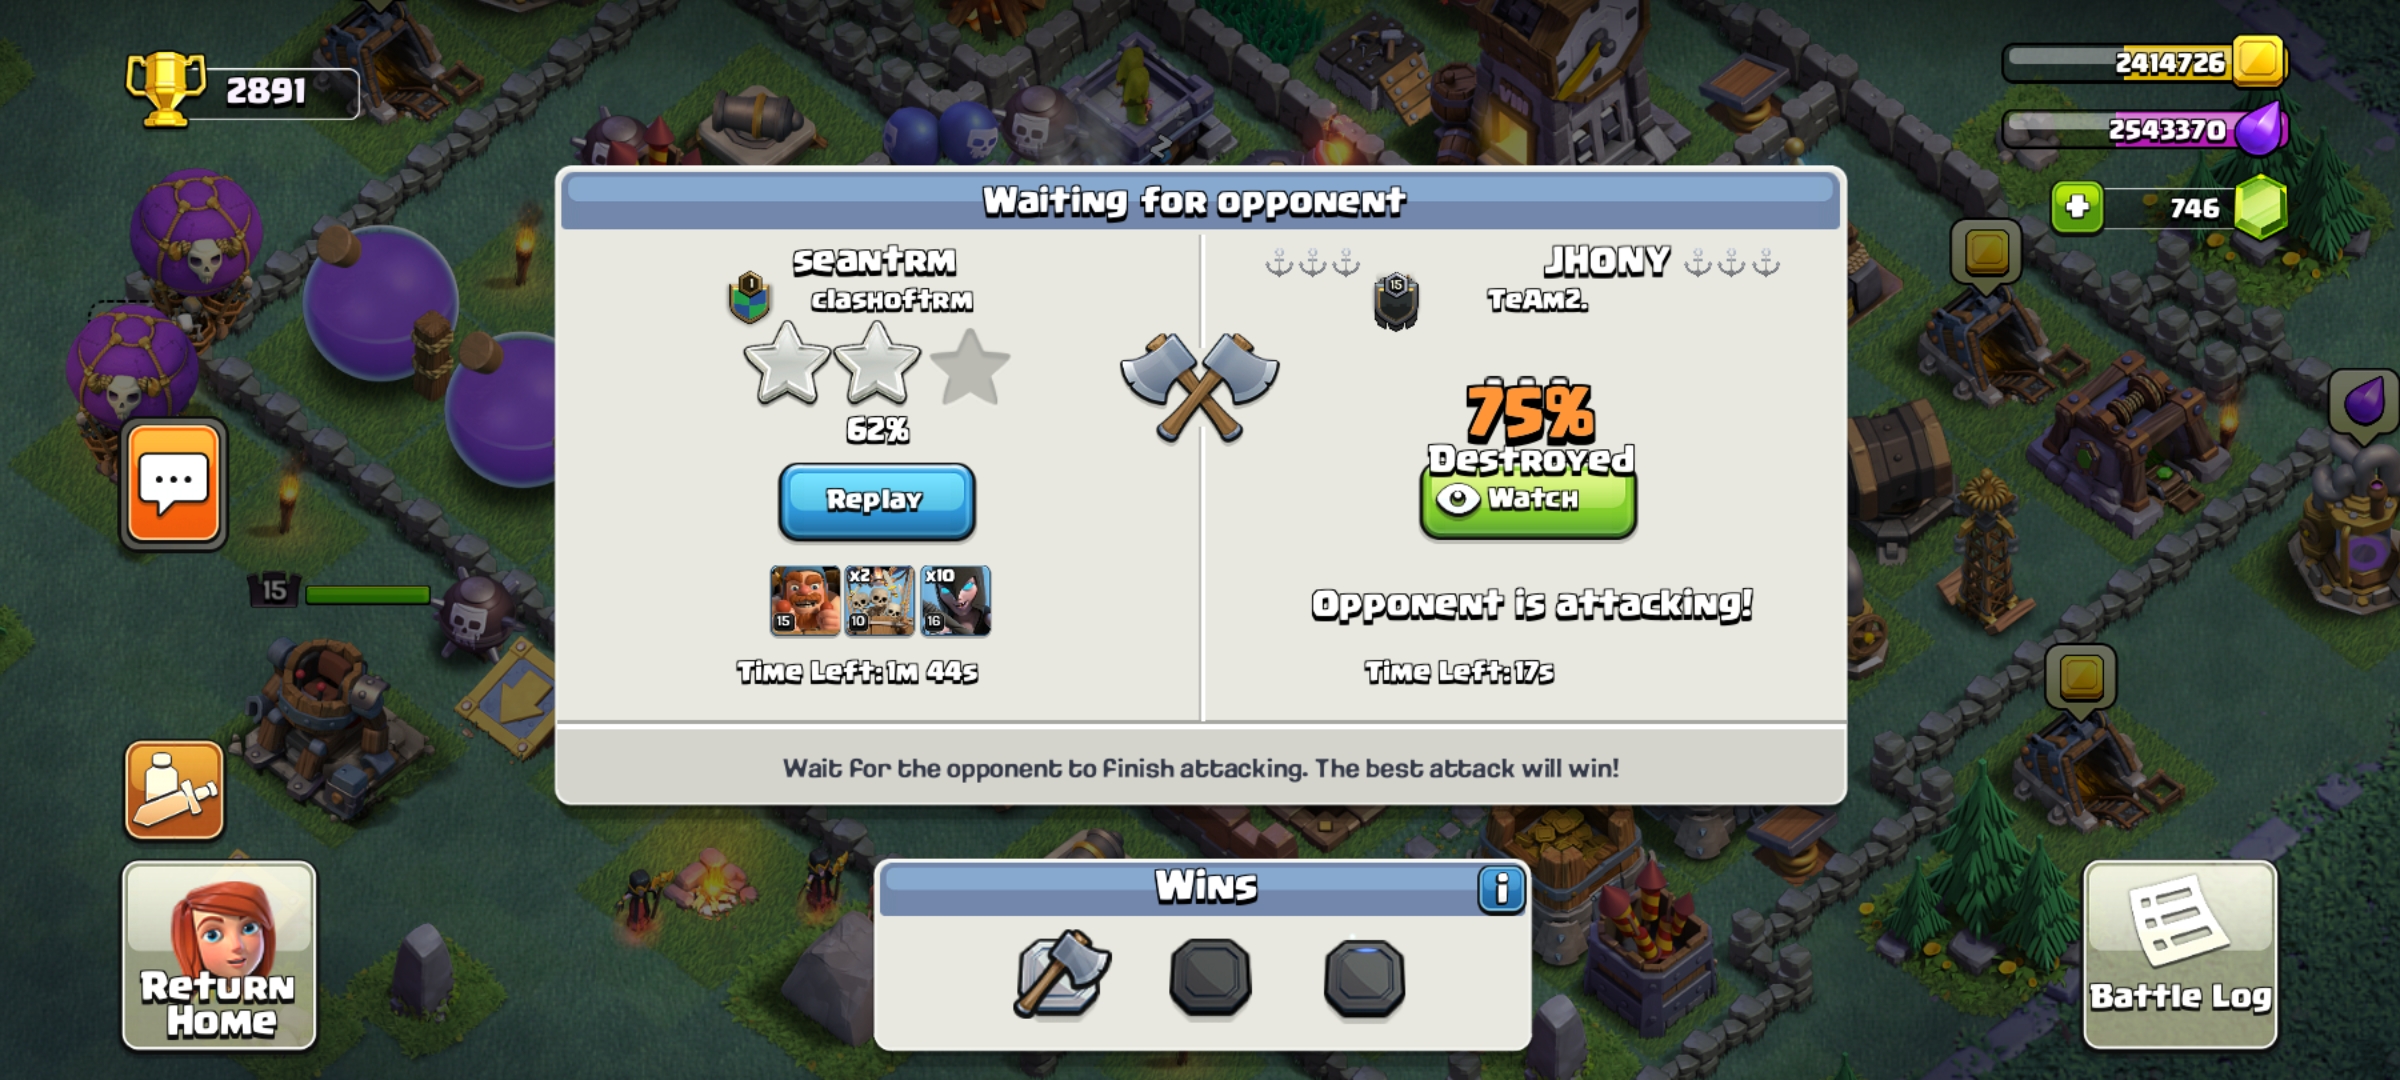 2891
2414726
2543370
746
Waiting for opponent
seantrm
clashoftrm
1
62%
Replay
15
x2
10
x10
16
Time Left:1m 44s
JHONY
15
TeAm2.
75%
Destroyed
Watch
Opponent is attacking!
Time Left:17s
Wait for the opponent to finish attacking. The best attack will win!
15
Wins
i
Return
Home
Battle Log
VIII
z